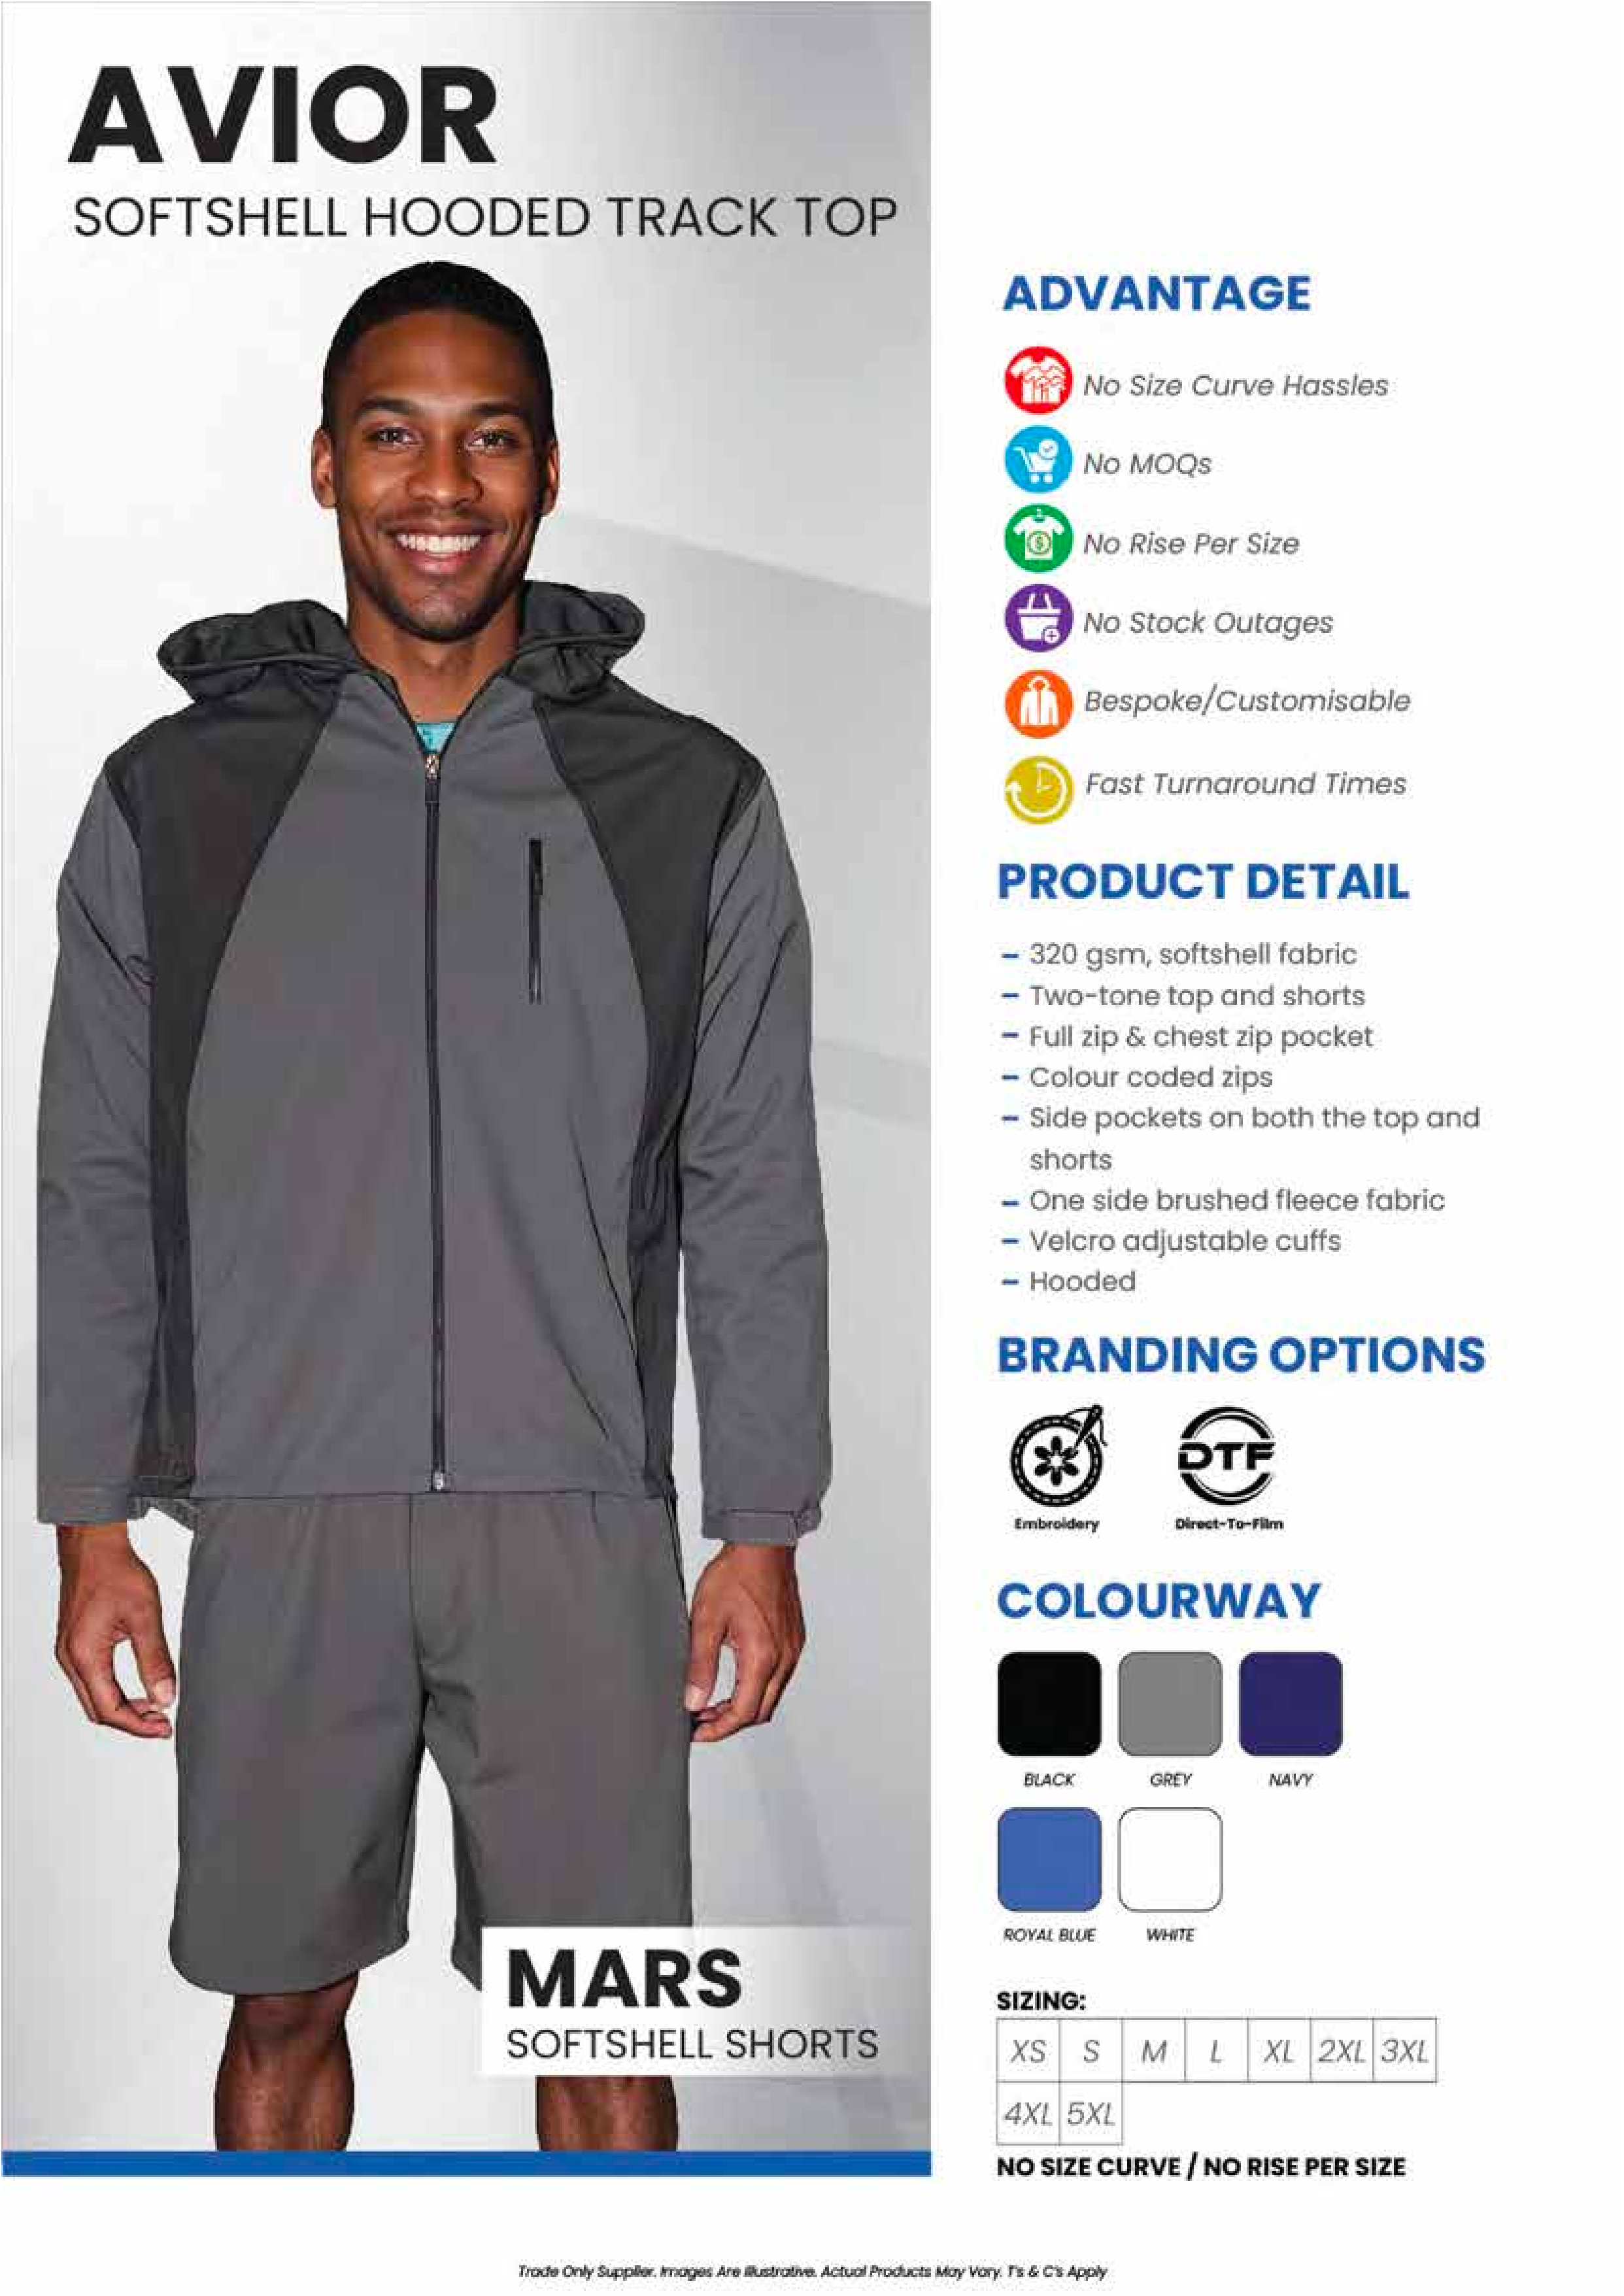 AVIOR
SOFTSHELL HOODED TRACK TOP
ADVANTAGE
No Size Curve Hassles
No MOQs
No Rise Per Size
No Stock Outages
Bespoke/Customisable
Fast Turnaround Times
PRODUCT DETAIL
– 320 gsm, softshell fabric
– Two-tone top and shorts
– Full zip & chest zip pocket
– Colour coded zips
– Side pockets on both the top and
shorts
– One side brushed fleece fabric
– Velcro adjustable cuffs
– Hooded
BRANDING OPTIONS
DTF
Embroidery Direct-To-Film
COLOURWAY
BLACK GREY NAVY
ROYAL BLUE WHITE
MARS
SOFTSHELL SHORTS
SIZING:
XS S M L XL 2XL 3XL
4XL 5XL
NO SIZE CURVE / NO RISE PER SIZE
Trade Only Supplier. Images Are Illustrative. Actual Products May Vary. T's & C's Apply